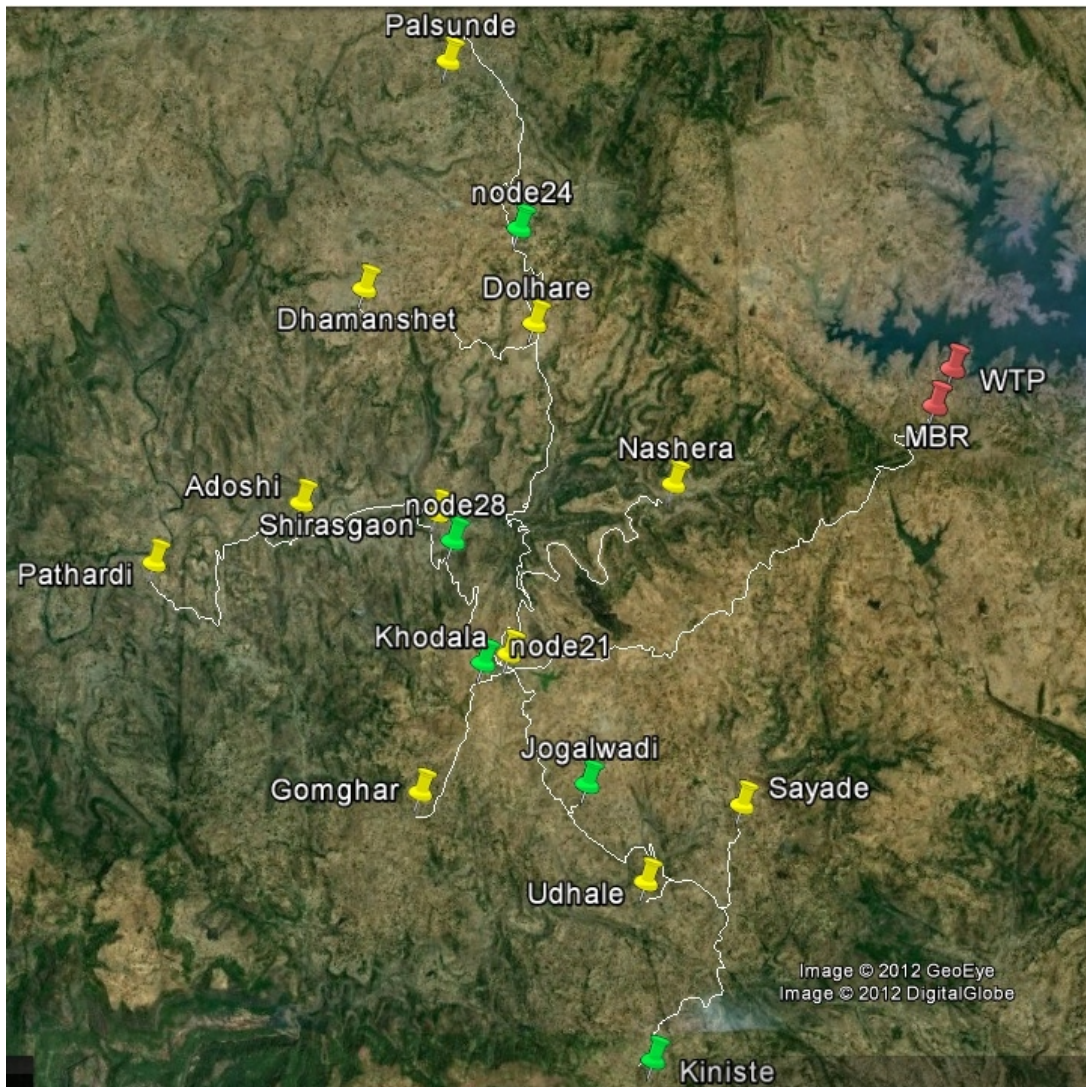 Palsunde
node24
Dolhare
Dhamanshet
WTP
MBR
Nashera
Adoshi
node28
Shirasgaon
Pathardi
Khodala
node21
Jogalwadi
Gomghar
Sayade
Udhale
Image © 2012 GeoEye
Image © 2012 DigitalGlobe
Kiniste